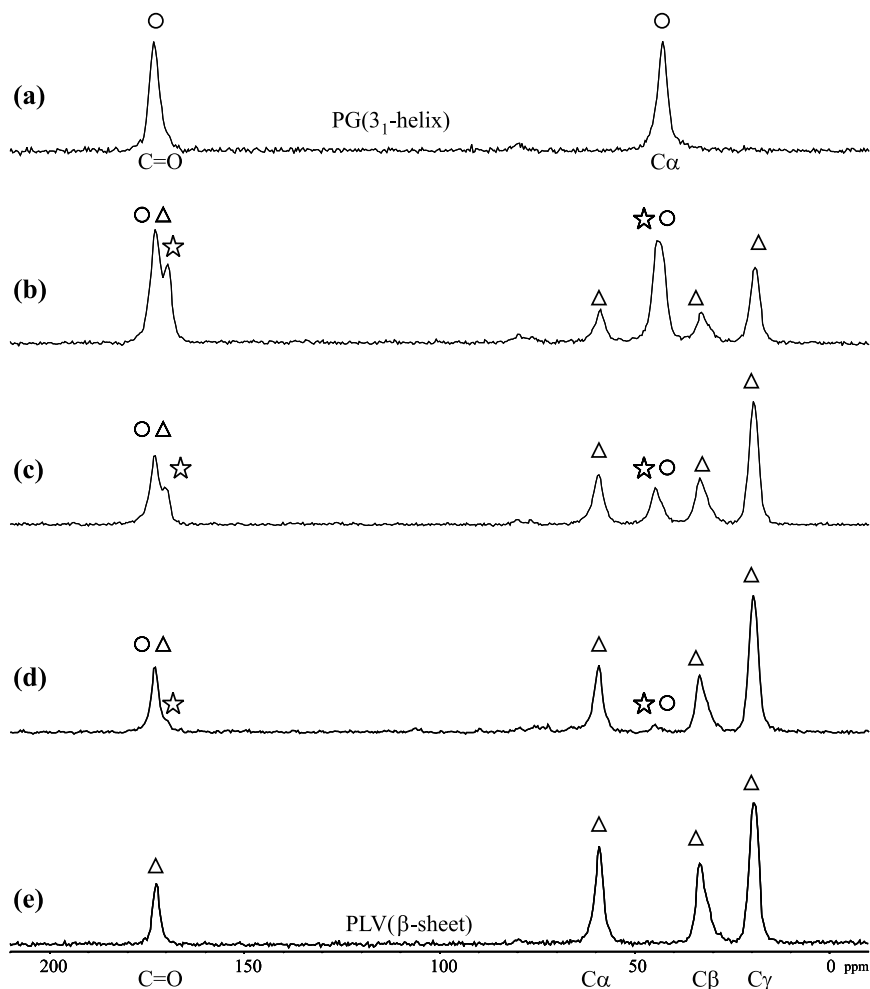 (a)
PG(3₁-helix)
C=O Cα
(b)
(c)
(d)
(e)
PLV(β-sheet)
200 150 100 50 0 ppm
C=O Cα Cβ Cγ